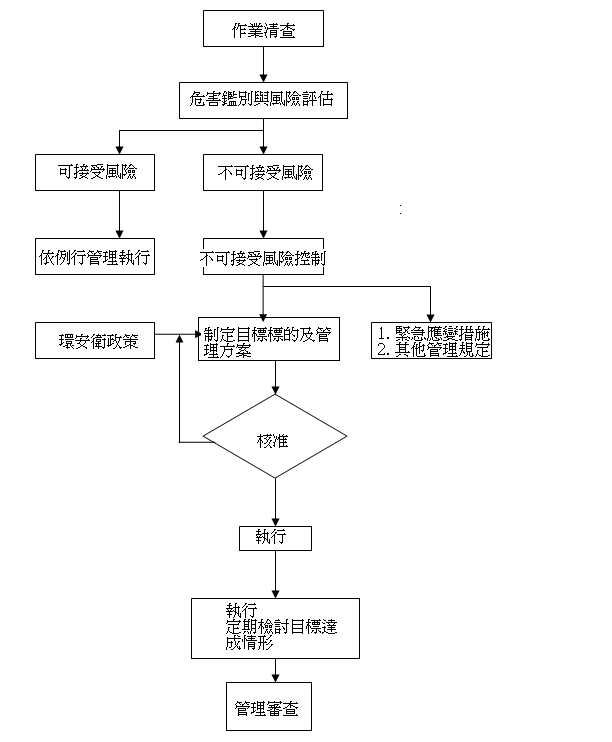 作業清查
危害鑑別與風險評估
可接受風險
不可接受風險
:
依例行管理執行
不可接受風險控制
環安衛政策
制定目標標的及管
理方案
1. 緊急應變措施
2. 其他管理規定
核准
執行
執行
定期檢討目標達
成情形
管理審查